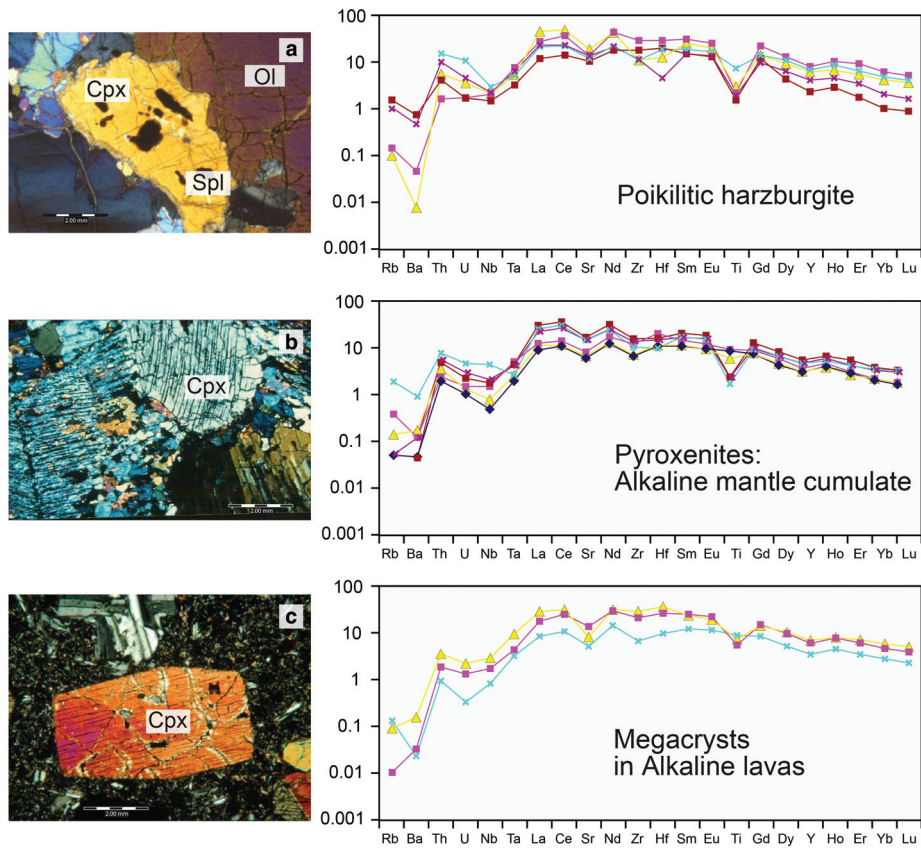 a
Cpx
Ol
Spl
2.00 mm
100
10
1
0.1
0.01
0.001
Poikilitic harzburgite
Rb Ba Th U Nb Ta La Ce Sr Nd Zr Hf Sm Eu Ti Gd Dy Y Ho Er Yb Lu
b
Cpx
2.00 mm
100
10
1
0.1
0.01
0.001
Pyroxenites:
Alkaline mantle cumulate
Rb Ba Th U Nb Ta La Ce Sr Nd Zr Hf Sm Eu Ti Gd Dy Y Ho Er Yb Lu
c
Cpx
2.00 mm
100
10
1
0.1
0.01
0.001
Megacrysts
in Alkaline lavas
Rb Ba Th U Nb Ta La Ce Sr Nd Zr Hf Sm Eu Ti Gd Dy Y Ho Er Yb Lu